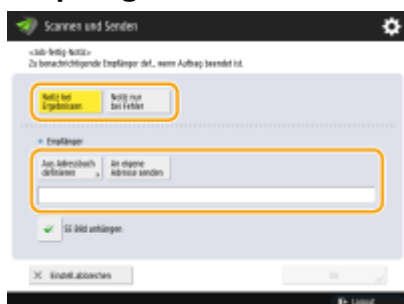 Scannen und Senden
<Job-fertig-Notiz>
Zu benachrichtigende Empfänger def., wenn Auftrag beendet ist.
Notiz bei
Ergebnissen
Notiz nur
bei Fehler
Empfänger
Aus Adressbuch
definieren
An eigene
Adresse senden
SE Bild anhängen
Einstell.abbrechen
OK
Logout